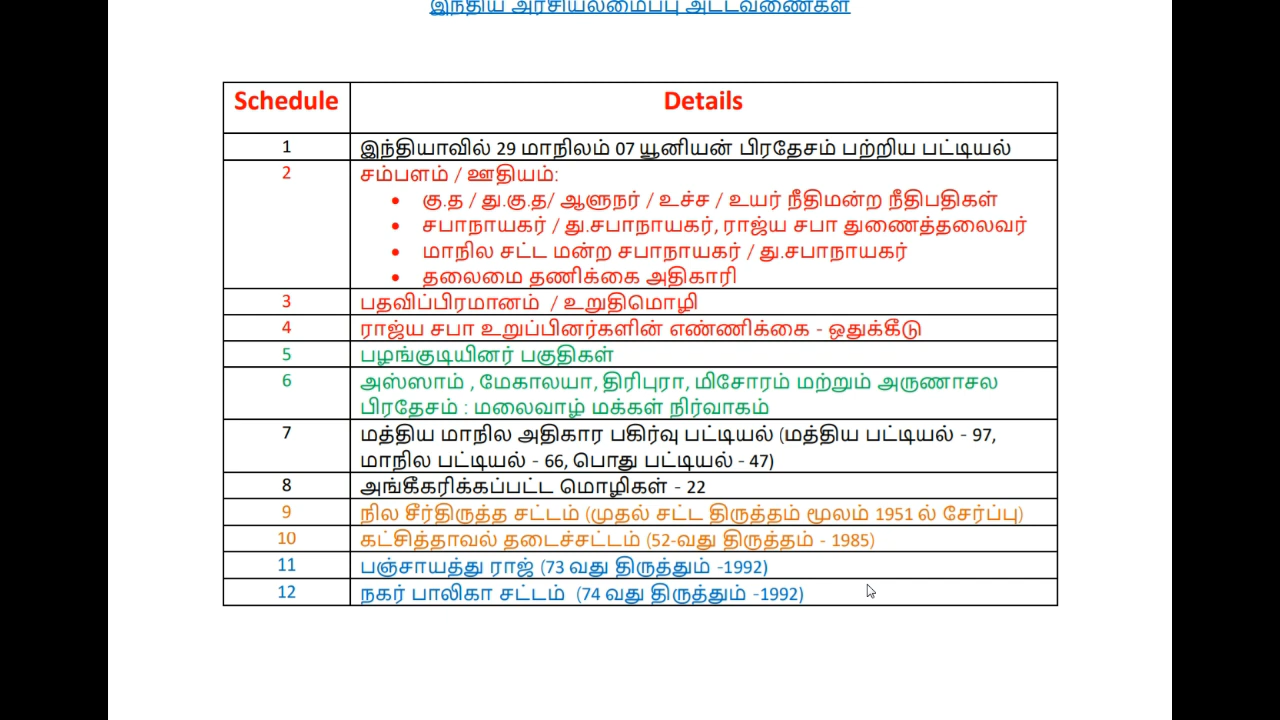 இந்திய அரசியலமைப்பு அட்டவணைகள்
Schedule Details
1 இந்தியாவில் 29 மாநிலம் 07 யூனியன் பிரதேசம் பற்றிய பட்டியல்
2 சம்பளம் / ஊதியம்:
• கு.த / து.கு.த/ ஆளுநர் / உச்ச / உயர் நீதிமன்ற நீதிபதிகள்
• சபாநாயகர் / து.சபாநாயகர், ராஜ்ய சபா துணைத்தலைவர்
• மாநில சட்ட மன்ற சபாநாயகர் / து.சபாநாயகர்
• தலைமை தணிக்கை அதிகாரி
3 பதவிப்பிரமானம் / உறுதிமொழி
4 ராஜ்ய சபா உறுப்பினர்களின் எண்ணிக்கை - ஒதுக்கீடு
5 பழங்குடியினர் பகுதிகள்
6 அஸ்ஸாம் , மேகாலயா, திரிபுரா, மிசோரம் மற்றும் அருணாசல
பிரதேசம் : மலைவாழ் மக்கள் நிர்வாகம்
7 மத்திய மாநில அதிகார பகிர்வு பட்டியல் (மத்திய பட்டியல் - 97,
மாநில பட்டியல் - 66, பொது பட்டியல் - 47)
8 அங்கீகரிக்கப்பட்ட மொழிகள் - 22
9 நில சீர்திருத்த சட்டம் (முதல் சட்ட திருத்தம் மூலம் 1951 ல் சேர்ப்பு)
10 கட்சித்தாவல் தடைச்சட்டம் (52-வது திருத்தம் - 1985)
11 பஞ்சாயத்து ராஜ் (73 வது திருத்தும் -1992)
12 நகர் பாலிகா சட்டம் (74 வது திருத்தும் -1992)